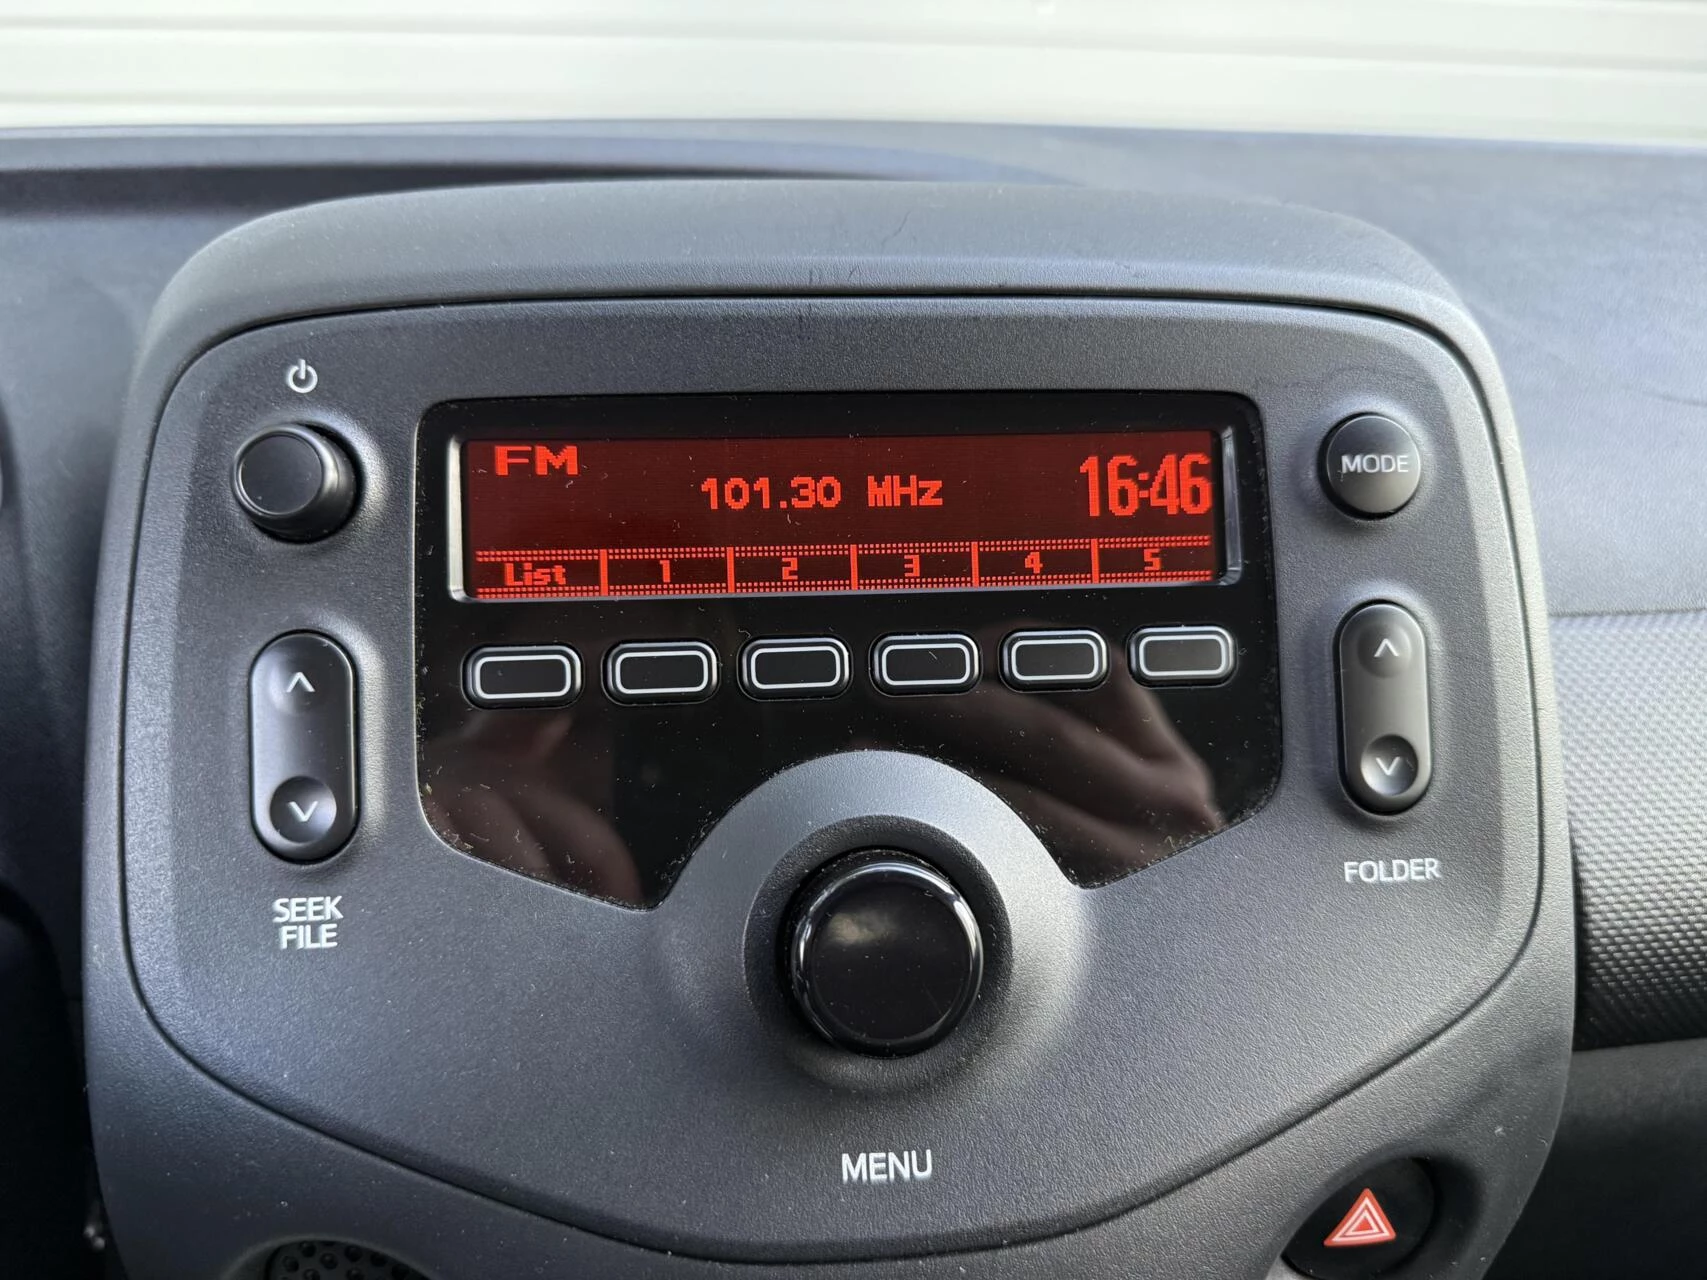 FM
101.30 MHz
16:46
List 1 2 3 4 5
MODE
SEEK
FILE
FOLDER
MENU